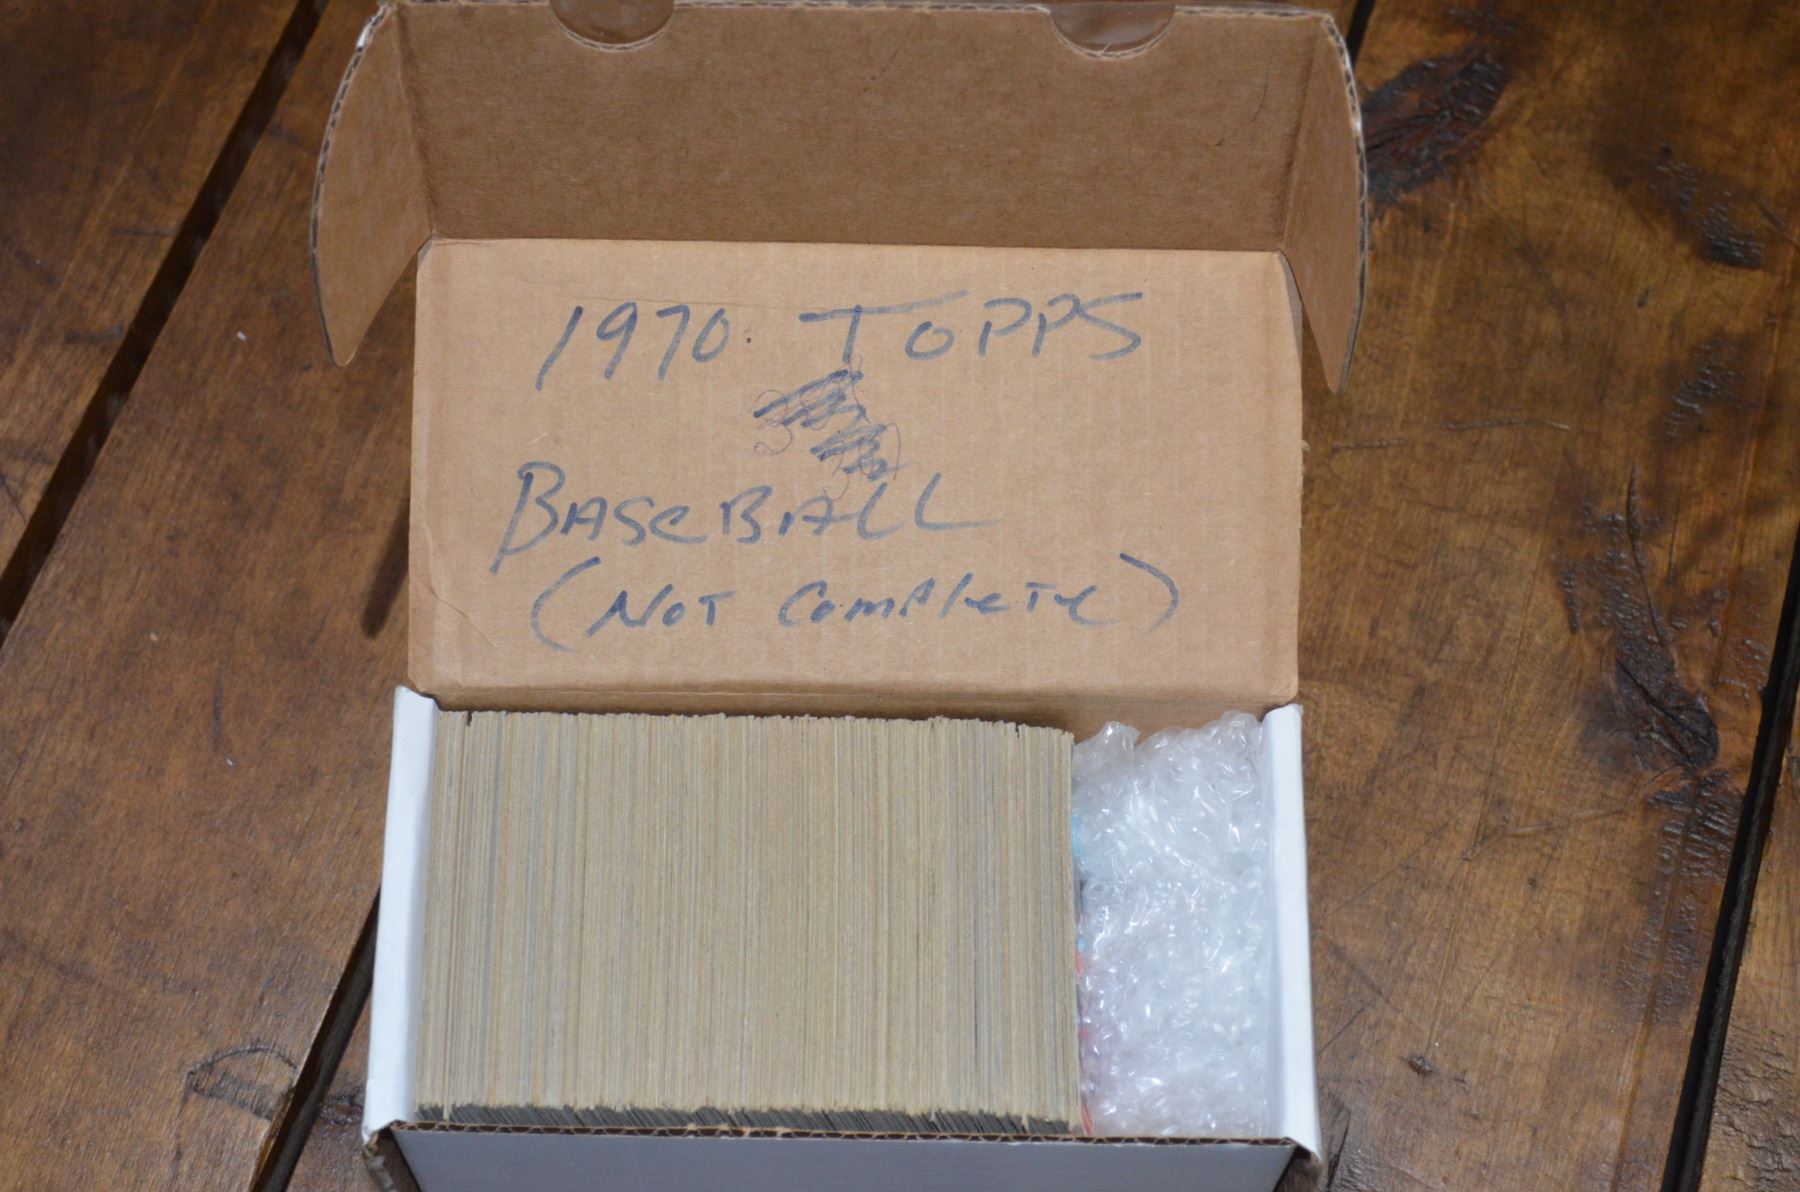 1970. TOPPS
BASEBALL
(NOT COMPLETE)